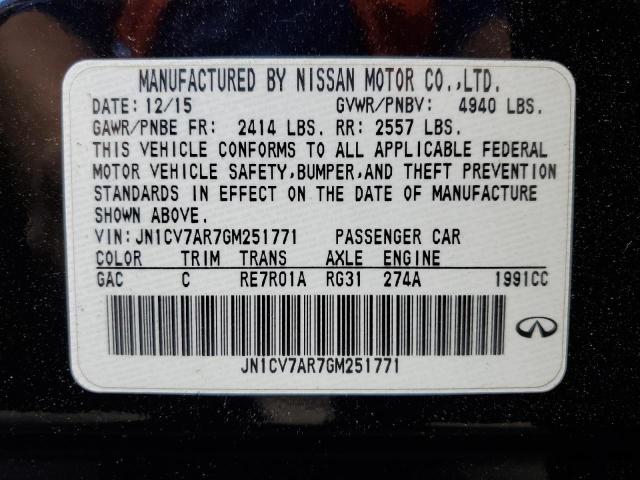 MANUFACTURED BY NISSAN MOTOR CO.,LTD.
DATE: 12/15 GVWR/PNBV: 4940 LBS.
GAWR/PNBE FR: 2414 LBS. RR: 2557 LBS.
THIS VEHICLE CONFORMS TO ALL APPLICABLE FEDERAL
MOTOR VEHICLE SAFETY,BUMPER,AND THEFT PREVENTION
STANDARDS IN EFFECT ON THE DATE OF MANUFACTURE
SHOWN ABOVE.
VIN:JN1CV7AR7GM251771 PASSENGER CAR
COLOR TRIM TRANS AXLE ENGINE
GAC C RE7R01A RG31 274A 1991CC
JN1CV7AR7GM251771